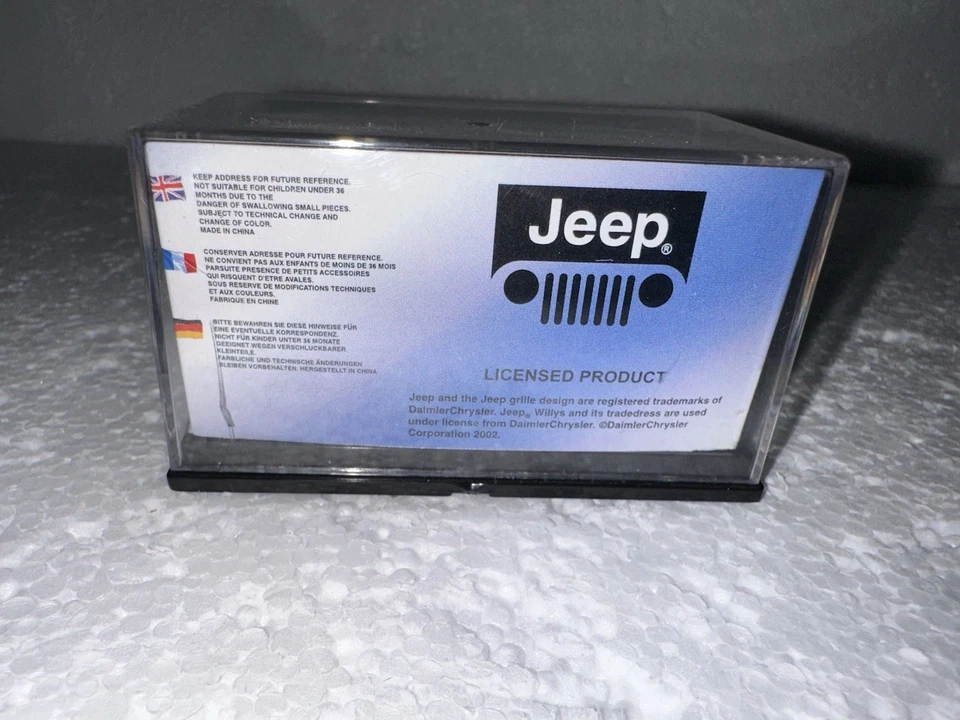 KEEP ADDRESS FOR FUTURE REFERENCE.
NOT SUITABLE FOR CHILDREN UNDER 36
MONTHS DUE TO THE
DANGER OF SWALLOWING SMALL PIECES.
SUBJECT TO TECHNICAL CHANGE AND
CHANGE OF COLOR.
MADE IN CHINA
CONSERVER ADRESSE POUR FUTURE REFERENCE.
NE CONVIENT PAS AUX ENFANTS DE MOINS DE 36 MOIS
PARSUITE PRESENCE DE PETITS ACCESSOIRES
QUI RISQUENT D'ETRE AVALES.
SOUS RESERVE DE MODIFICATIONS TECHNIQUES
ET AUX COULEURS.
FABRIQUE EN CHINE
BITTE BEWAHREN SIE DIESE HINWEISE FÜR
EINE EVENTUELLE KORRESPONDENZ.
NICHT FÜR KINDER UNTER 36 MONATE
GEEIGNET WEGEN VERSCHLUCKBARER
KLEINTEILE.
FARBLICHE UND TECHNISCHE ÄNDERUNGEN
BLEIBEN VORBEHALTEN. HERGESTELLT IN CHINA
Jeep®
LICENSED PRODUCT
Jeep and the Jeep grille design are registered trademarks of
DaimlerChrysler. Jeep® Willys and its tradedress are used
under license from DaimlerChrysler. ©DaimlerChrysler
Corporation 2002.